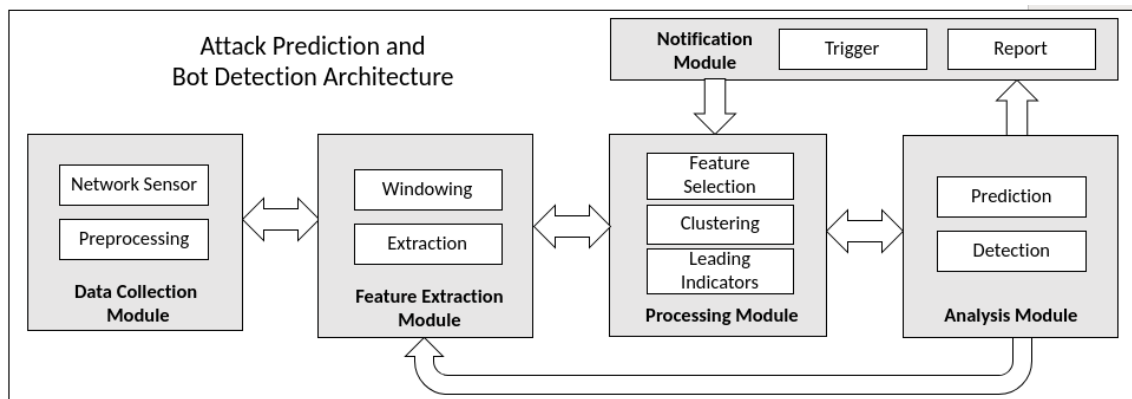 Attack Prediction and
Bot Detection Architecture
Notification
Module
Trigger
Report
Network Sensor
Preprocessing
Data Collection
Module
Windowing
Extraction
Feature Extraction
Module
Feature
Selection
Clustering
Leading
Indicators
Processing Module
Prediction
Detection
Analysis Module